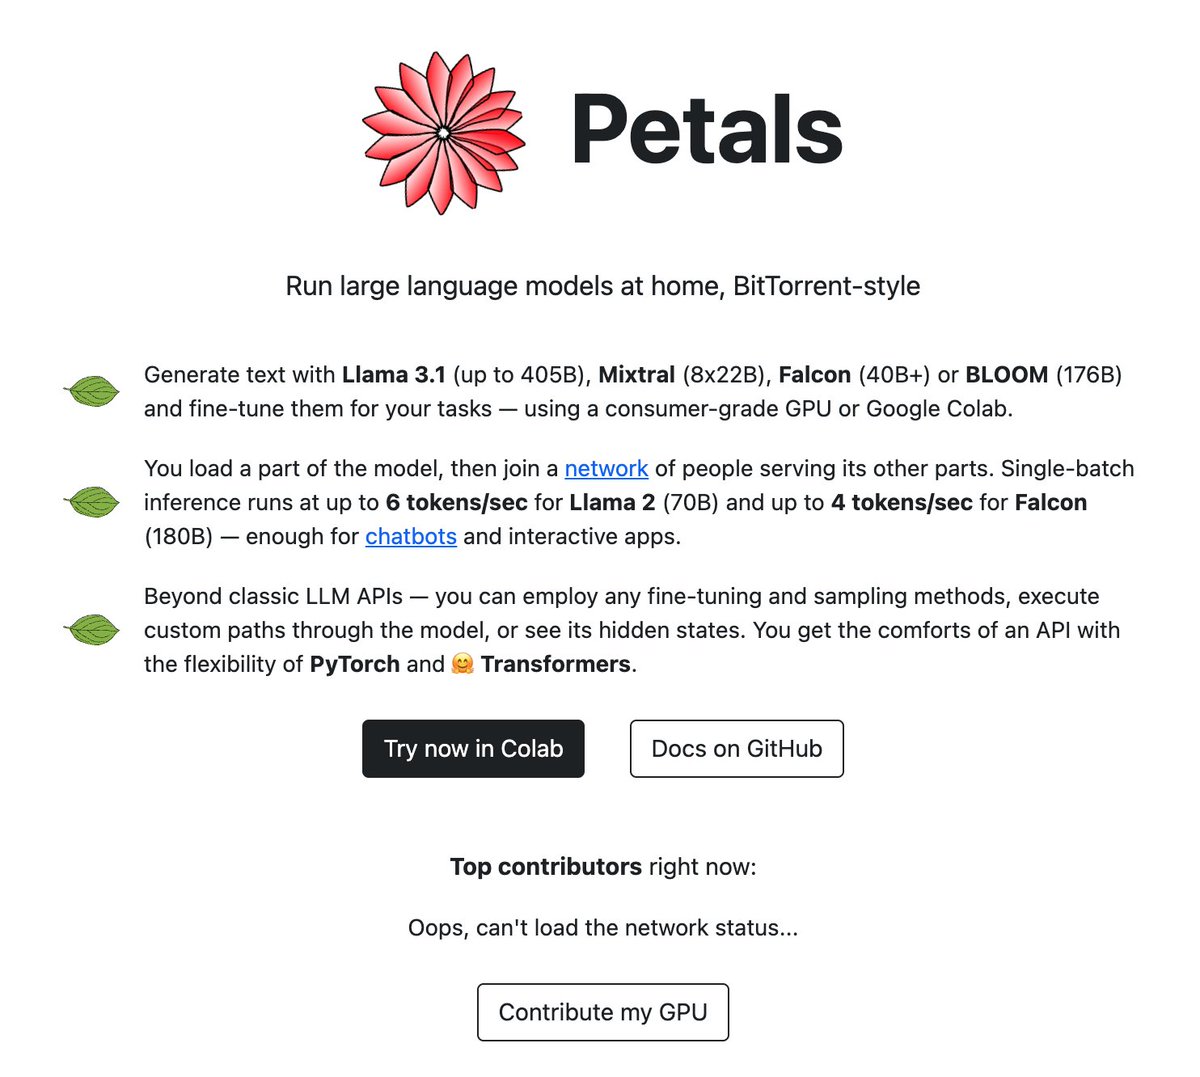 Petals
Run large language models at home, BitTorrent-style
Generate text with Llama 3.1 (up to 405B), Mixtral (8x22B), Falcon (40B+) or BLOOM (176B)
and fine-tune them for your tasks — using a consumer-grade GPU or Google Colab.
You load a part of the model, then join a network of people serving its other parts. Single-batch
inference runs at up to 6 tokens/sec for Llama 2 (70B) and up to 4 tokens/sec for Falcon
(180B) — enough for chatbots and interactive apps.
Beyond classic LLM APIs — you can employ any fine-tuning and sampling methods, execute
custom paths through the model, or see its hidden states. You get the comforts of an API with
the flexibility of PyTorch and 🤗 Transformers.
Try now in Colab
Docs on GitHub
Top contributors right now:
Oops, can't load the network status...
Contribute my GPU